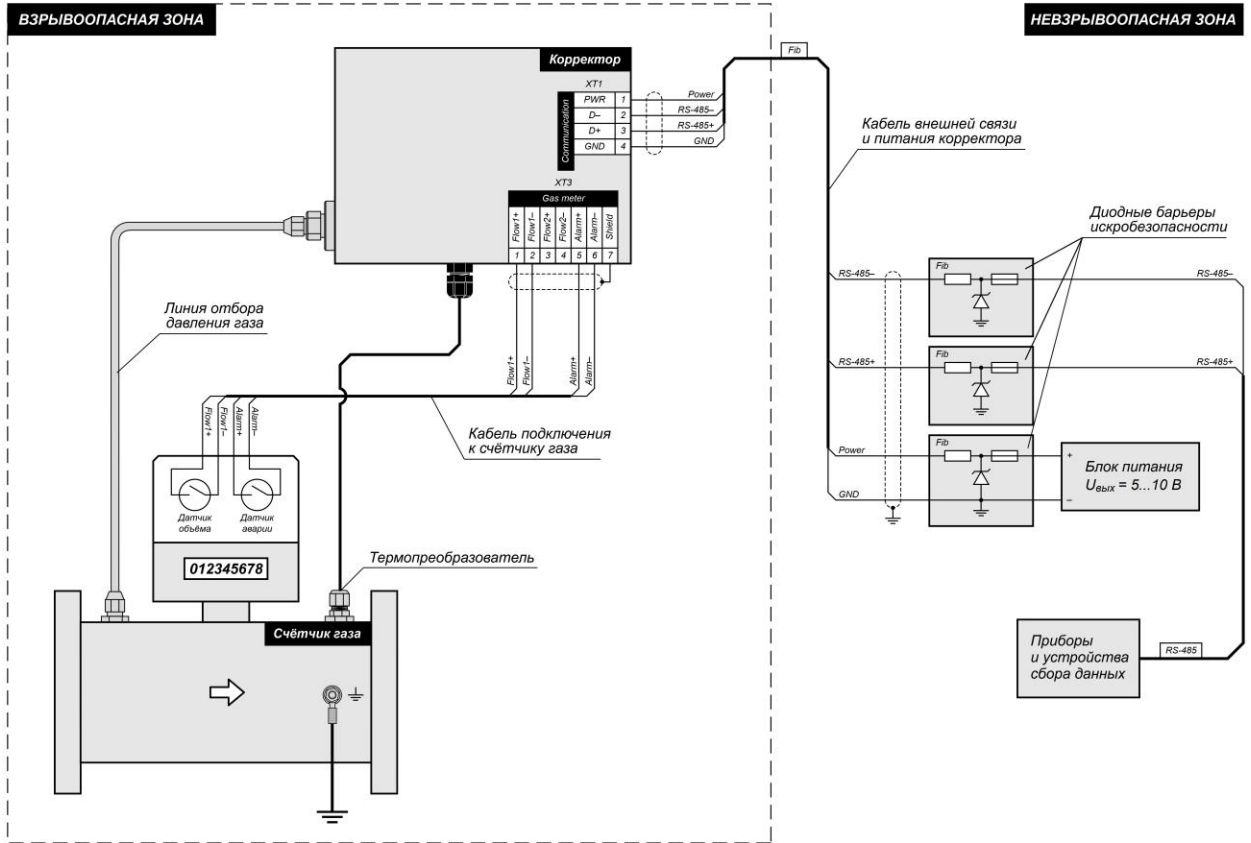 ВЗРЫВООПАСНАЯ ЗОНА
НЕВЗРЫВООПАСНАЯ ЗОНА
Корректор
XT1
Communication
PWR 1
D– 2
D+ 3
GND 4
Power
RS-485–
RS-485+
GND
Fib
Кабель внешней связи
и питания корректора
XT3
Gas meter
Flow1+
Flow1–
Flow2+
Flow2–
Alarm+
Alarm–
Shield
1 2 3 4 5 6 7
Диодные барьеры
искробезопасности
Линия отбора
давления газа
Flow1+
Flow1–
Alarm+
Alarm–
Flow1+
Flow1–
Alarm+
Alarm–
Кабель подключения
к счётчику газа
RS-485–
Fib
RS-485–
RS-485+
Fib
RS-485+
Power
Fib
GND
+
–
Блок питания
Uвых = 5...10 В
Датчик
объёма
Датчик
аварии
012345678
Термопреобразователь
Счётчик газа
Приборы
и устройства
сбора данных
RS-485